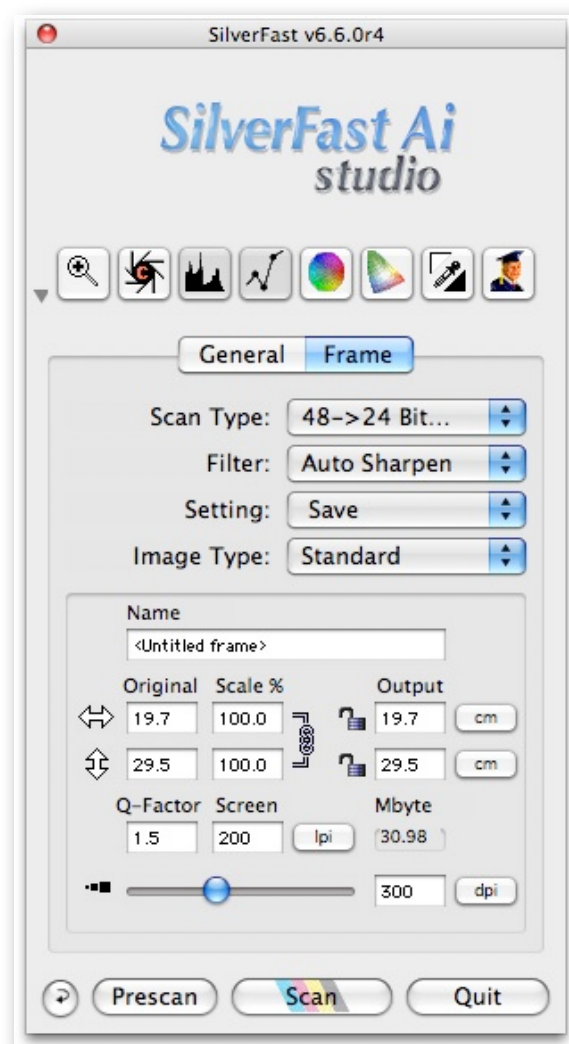 SilverFast v6.6.0r4
SilverFast Ai
studio
C
General Frame
Scan Type: 48->24 Bit...
Filter: Auto Sharpen
Setting: Save
Image Type: Standard
Name
<Untitled frame>
Original Scale % Output
19.7 100.0 19.7 cm
29.5 100.0 29.5 cm
Q-Factor Screen Mbyte
1.5 200 lpi 30.98
300 dpi
Prescan Scan Quit